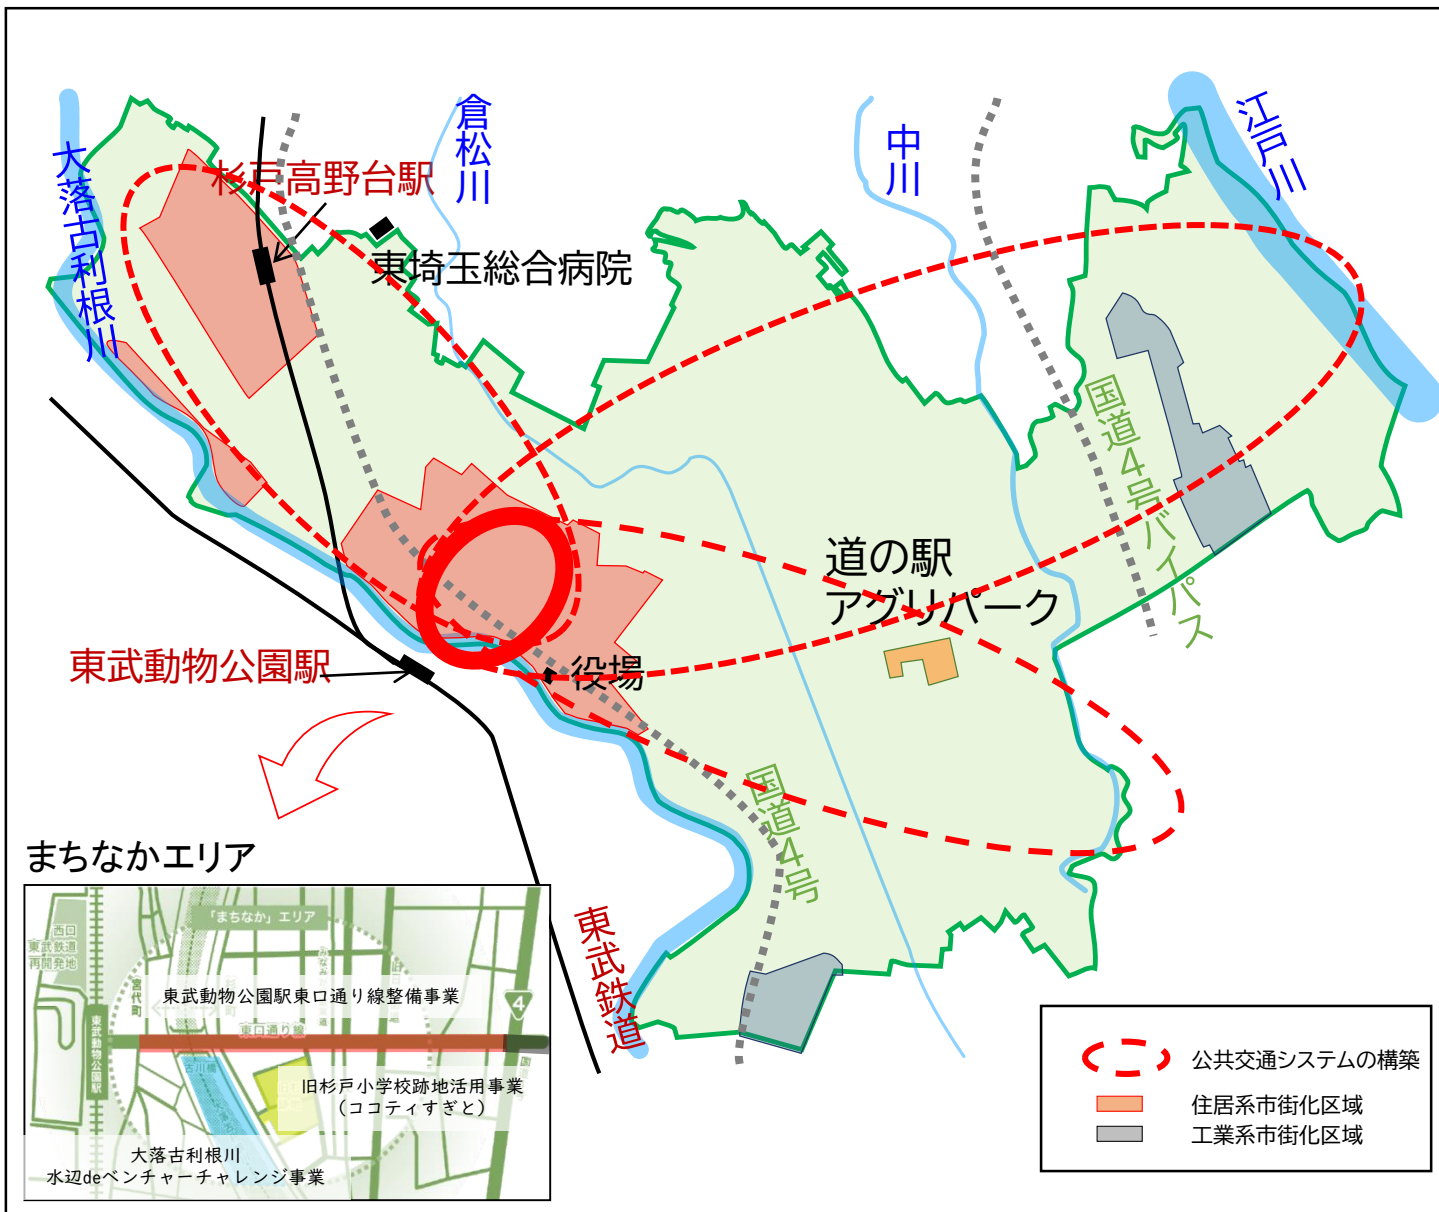 大落古利根川
倉松川
中川
江戸川
杉戸高野台駅
東埼玉総合病院
国道4号バイパス
道の駅
アグリパーク
東武動物公園駅
役場
国道4号
東武鉄道
まちなかエリア
「まちなか」エリア
西口
東武鉄道
再開発地
宮代町
東武動物公園駅東口通り線整備事業
4
東口通り線
東武動物公園駅
古川橋
旧杉戸小学校跡地活用事業
(ココティすぎと)
大落古利根川
水辺deベンチャーチャレンジ事業
公共交通システムの構築
住居系市街化区域
工業系市街化区域